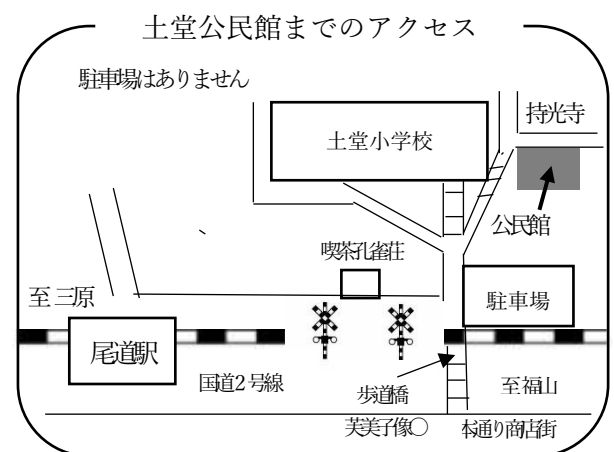 土堂公民館までのアクセス
駐車場はありません
持光寺
土堂小学校
公民館
喫茶孔雀荘
至 三原
駐車場
尾道駅
国道2号線
歩道橋
至福山
芙美子像○
本通り商店街